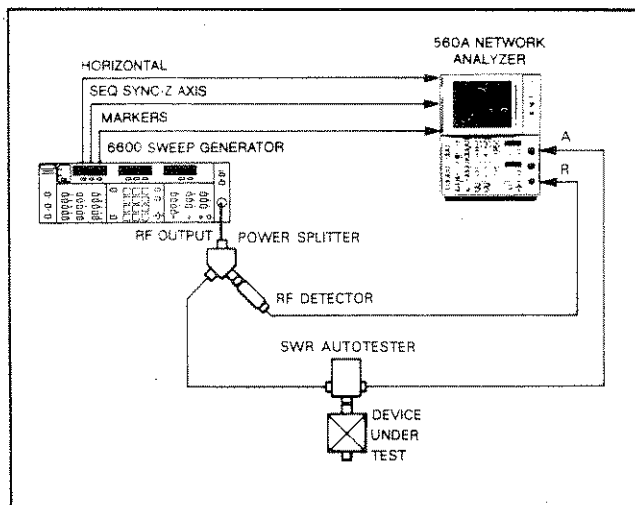 560A NETWORK
ANALYZER
HORIZONTAL
SEQ SYNC-Z AXIS
MARKERS
6600 SWEEP GENERATOR
A
R
RF OUTPUT
POWER SPLITTER
RF DETECTOR
SWR AUTOTESTER
DEVICE
UNDER
TEST